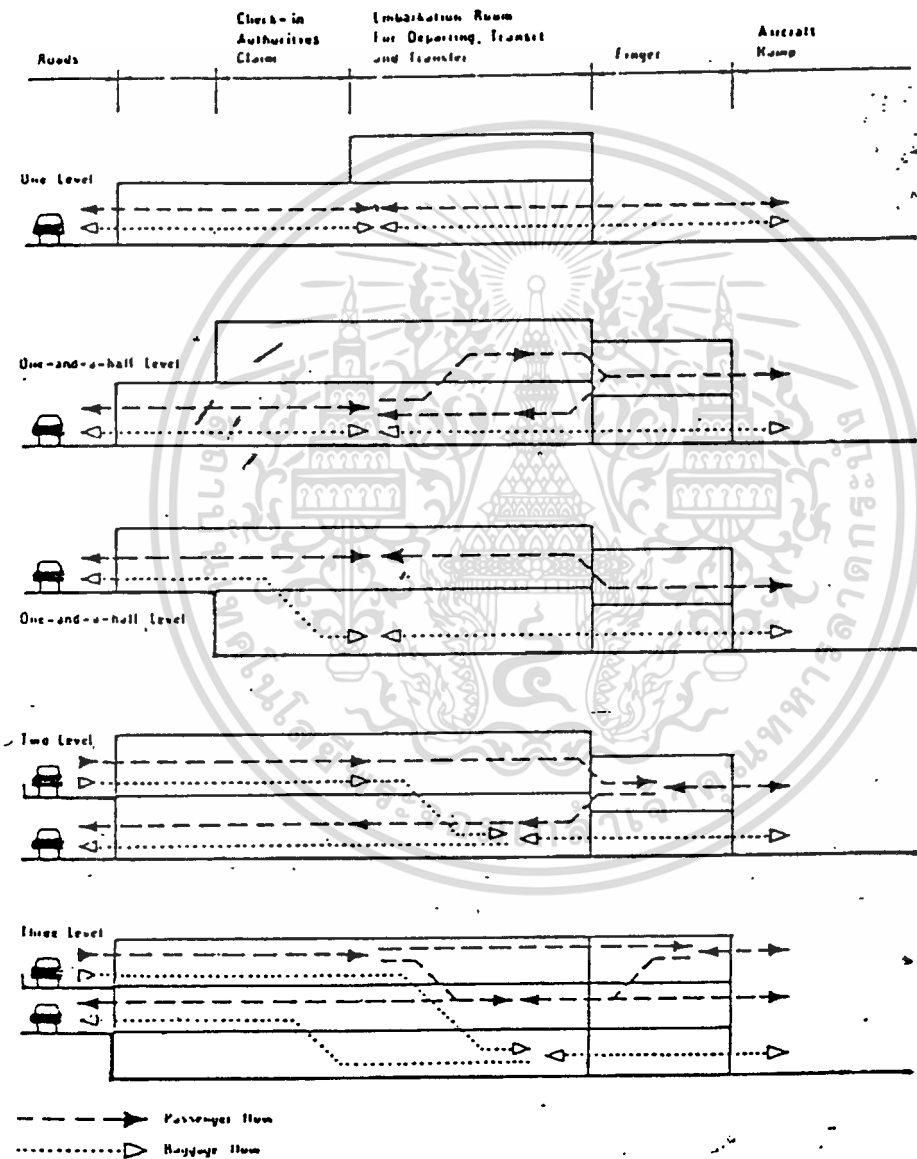 Roads
Check-in
Authorities
Claim
Embarkation Room
For Departing, Transit
and Transfer
Finger
Aircraft
Ramp
One Level
One-and-a-half Level
One-and-a-half Level
Two Level
Three Level
Passenger flow
Baggage flow